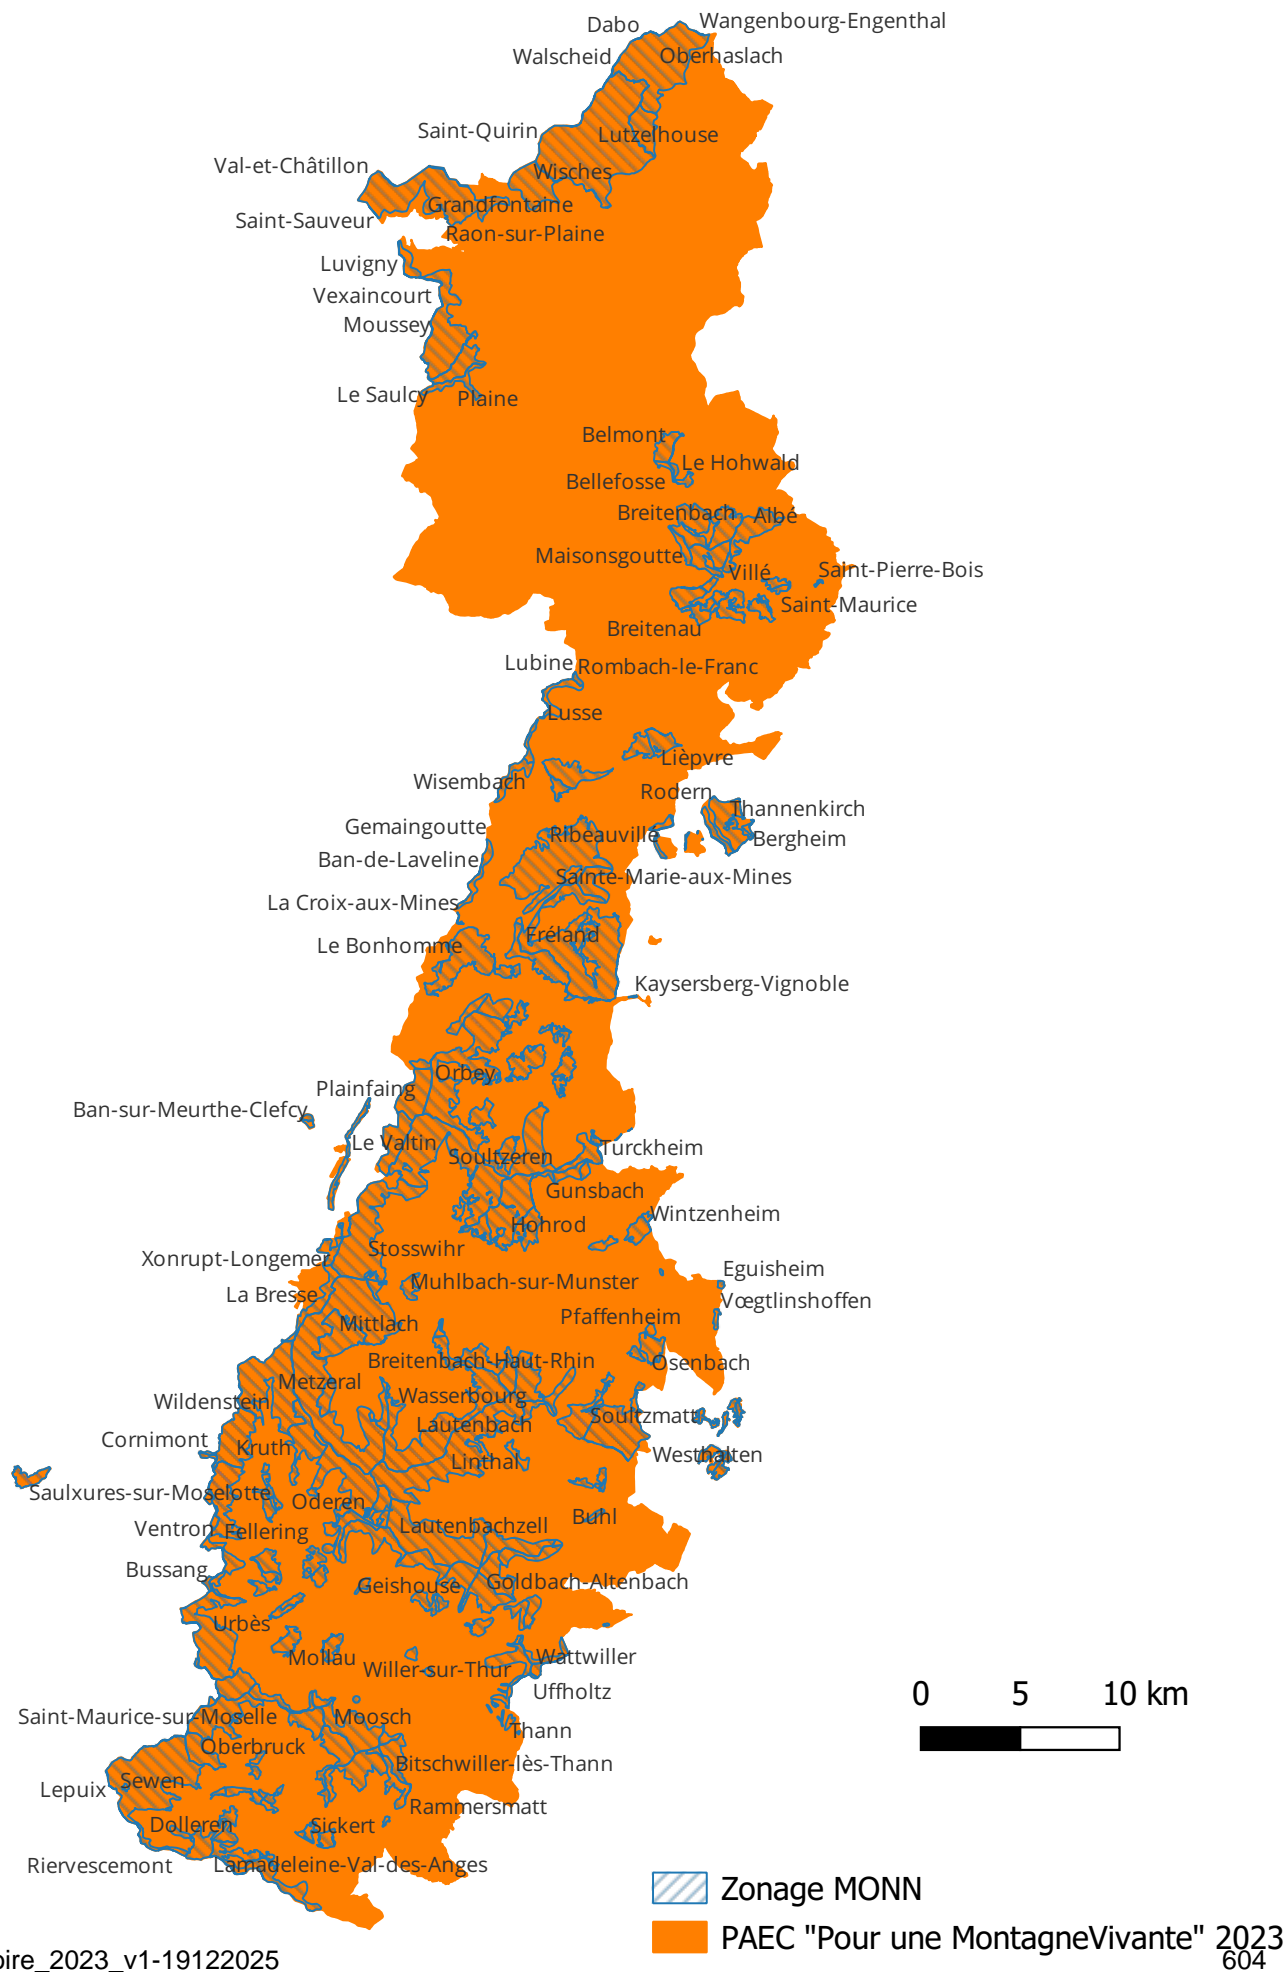 Dabo
Wangenbourg-Engenthal
Walscheid
Oberhaslach
Saint-Quirin
Lutzelhouse
Val-et-Châtillon
Wisches
Grandfontaine
Saint-Sauveur
Raon-sur-Plaine
Luvigny
Vexaincourt
Moussey
Le Saulcy
Plaine
Belmont
Le Hohwald
Bellefosse
Breitenbach
Albé
Maisonsgoutte
Villé
Saint-Pierre-Bois
Saint-Maurice
Breitenau
Lubine
Rombach-le-Franc
Lusse
Lièpvre
Wisembach
Rodern
Thannenkirch
Gemaingoutte
Ribeauvillé
Bergheim
Ban-de-Laveline
Sainte-Marie-aux-Mines
La Croix-aux-Mines
Fréland
Le Bonhomme
Kaysersberg-Vignoble
Orbey
Plainfaing
Ban-sur-Meurthe-Clefcy
Le Valtin
Soultzeren
Turckheim
Gunsbach
Hohrod
Wintzenheim
Stosswihr
Xonrupt-Longemer
Eguisheim
Muhlbach-sur-Munster
La Bresse
Vœgtlinshoffen
Pfaffenheim
Mittlach
Breitenbach-Haut-Rhin
Osenbach
Metzeral
Wasserbourg
Wildenstein
Soultzmatt
Lautenbach
Cornimont
Kruth
Linthal
Westhalten
Saulxures-sur-Moselotte
Oderen
Buhl
Ventron
Fellering
Lautenbachzell
Bussang
Geishouse
Goldbach-Altenbach
Urbès
Mollau
Wattwiller
Willer-sur-Thur
Uffholtz
Saint-Maurice-sur-Moselle
Moosch
Thann
Oberbruck
Bitschwiller-lès-Thann
Sewen
Lepuix
Rammersmatt
Dolleren
Sickert
Riervescemont
Lamadeleine-Val-des-Anges
0 5 10 km
Zonage MONN
PAEC "Pour une MontagneVivante" 2023
oire_2023_v1-19122025
604